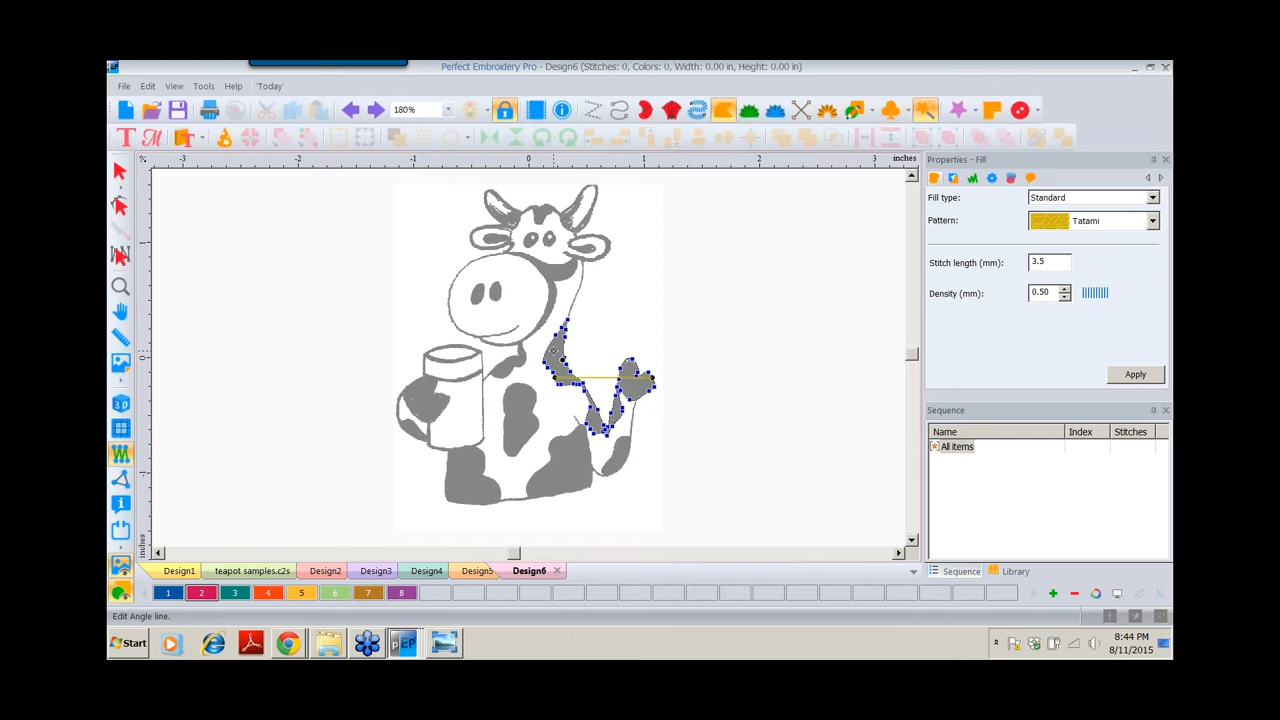 Perfect Embroidery Pro - Design6 (Stitches: 0, Colors: 0, Width: 0.00 in, Height: 0.00 in)
File Edit View Tools Help 'Today'
180%
-3 -2 -1 0 1 2 3 inches
Properties - Fill
Fill type: Standard
Pattern: Tatami
Stitch length (mm): 3.5
Density (mm): 0.50
Apply
Sequence
Name Index Stitches
All items
inches
Design1 teapot samples.c2s Design2 Design3 Design4 Design5 Design6
Sequence Library
1 2 3 4 5 6 7 8
Edit Angle line.
Start
8:44 PM
8/11/2015